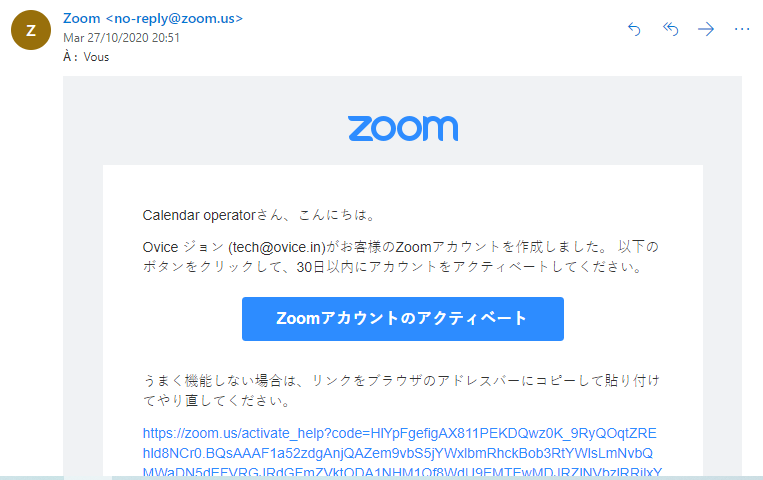 Z
Zoom <no-reply@zoom.us>
Mar 27/10/2020 20:51
À : Vous
zoom
Calendar operatorさん、こんにちは。
Ovice ジョン (tech@ovice.in)がお客様のZoomアカウントを作成しました。 以下の
ボタンをクリックして、30日以内にアカウントをアクティベートしてください。
Zoomアカウントのアクティベート
うまく機能しない場合は、リンクをブラウザのアドレスバーにコピーして貼り付け
てやり直してください。
https://zoom.us/activate_help?code=HlYpFgefigAX811PEKDQwz0K_9RyQOqtZRE
hld8NCr0.BQsAAAF1a52zdgAnjQAZem9vbS5jYWxlbmRhckBob3RtYWlsLmNvbQ